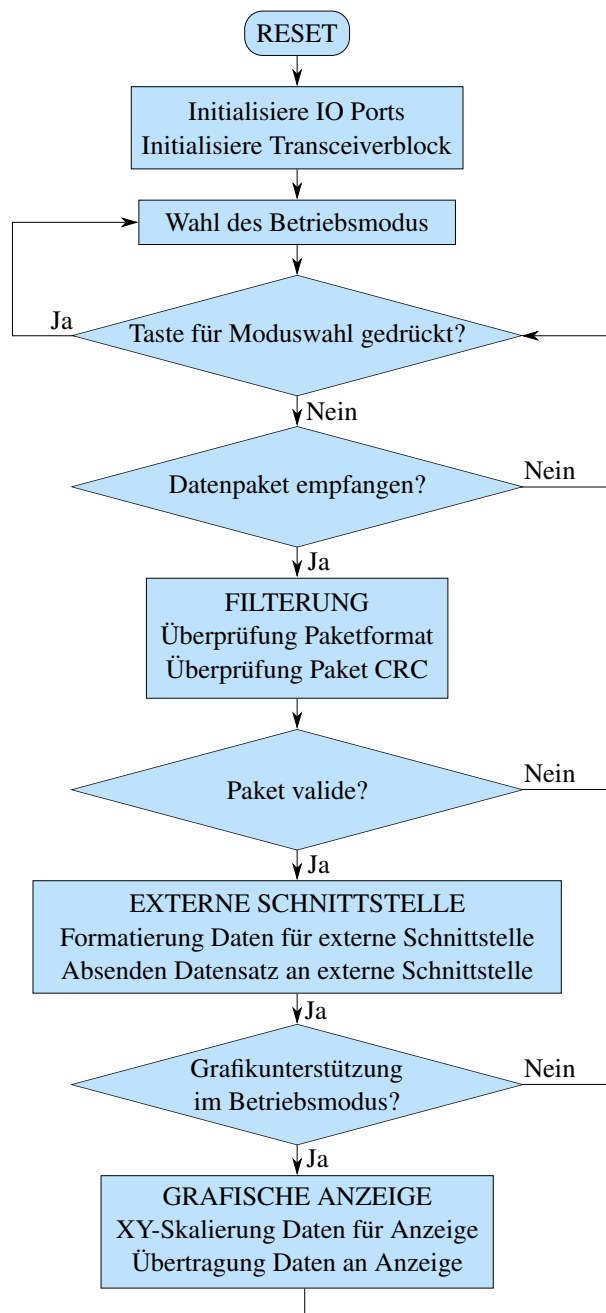 RESET
Initialisiere IO Ports
Initialisiere Transceiverblock
Wahl des Betriebsmodus
Ja
Taste für Moduswahl gedrückt?
Nein
Datenpaket empfangen?
Nein
Ja
FILTERUNG
Überprüfung Paketformat
Überprüfung Paket CRC
Paket valide?
Nein
Ja
EXTERNE SCHNITTSTELLE
Formatierung Daten für externe Schnittstelle
Absenden Datensatz an externe Schnittstelle
Ja
Grafikunterstützung
im Betriebsmodus?
Nein
Ja
GRAFISCHE ANZEIGE
XY-Skalierung Daten für Anzeige
Übertragung Daten an Anzeige